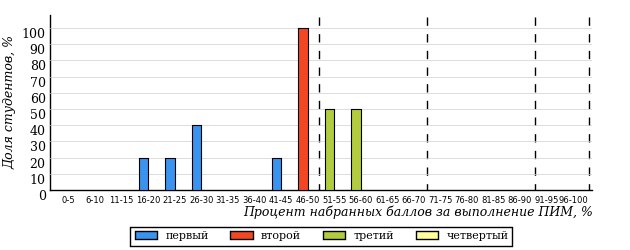 Доля студентов, %
100
90
80
70
60
50
40
30
20
10
0
0-5 6-10 11-15 16-20 21-25 26-30 31-35 36-40 41-45 46-50 51-55 56-60 61-65 66-70 71-75 76-80 81-85 86-90 91-95 96-100
Процент набранных баллов за выполнение ПИМ, %
первый второй третий четвертый